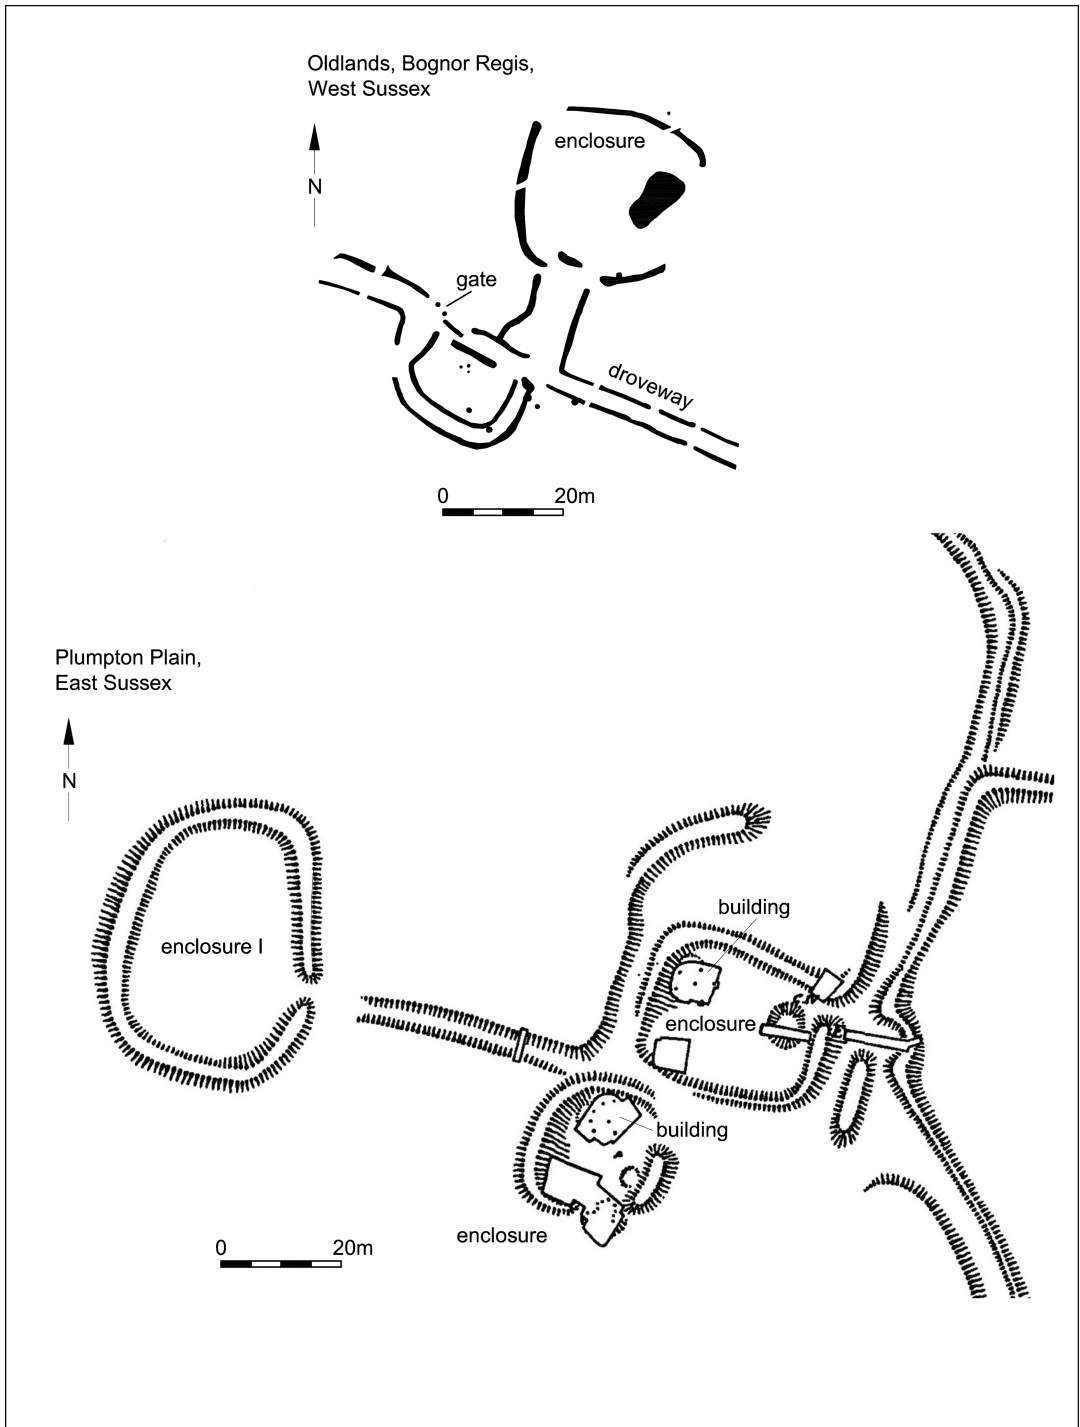 Oldlands, Bognor Regis,
West Sussex
enclosure
N
gate
droveway
0 20m
Plumpton Plain,
East Sussex
N
building
enclosure I
enclosure
building
enclosure
0 20m